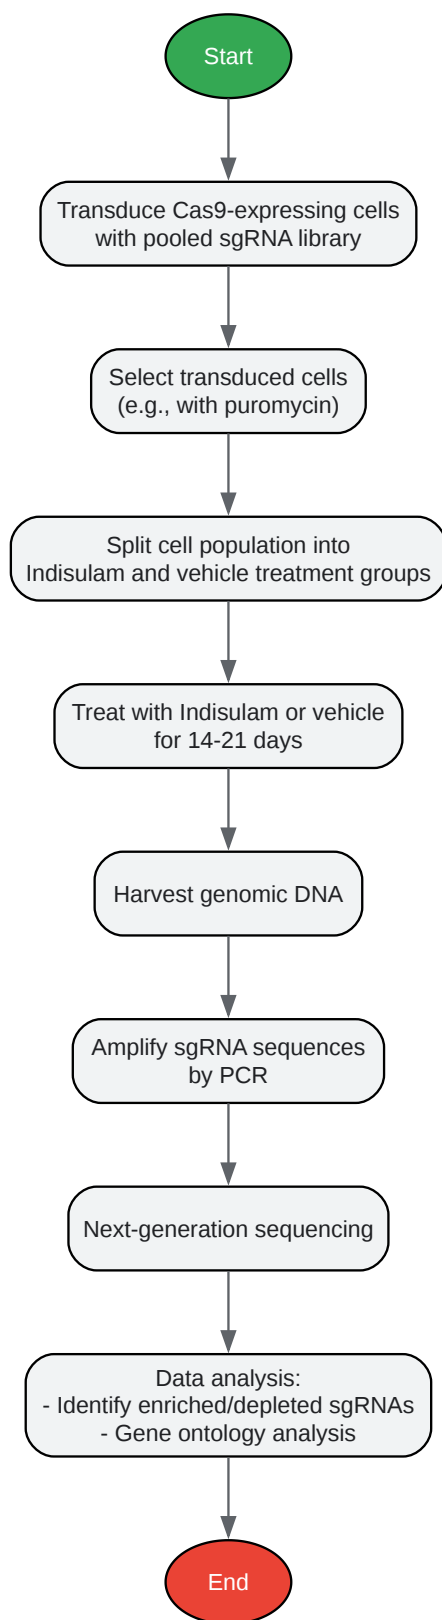 Start
Transduce Cas9-expressing cells
with pooled sgRNA library
Select transduced cells
(e.g., with puromycin)
Split cell population into
Indisulam and vehicle treatment groups
Treat with Indisulam or vehicle
for 14-21 days
Harvest genomic DNA
Amplify sgRNA sequences
by PCR
Next-generation sequencing
Data analysis:
- Identify enriched/depleted sgRNAs
- Gene ontology analysis
End